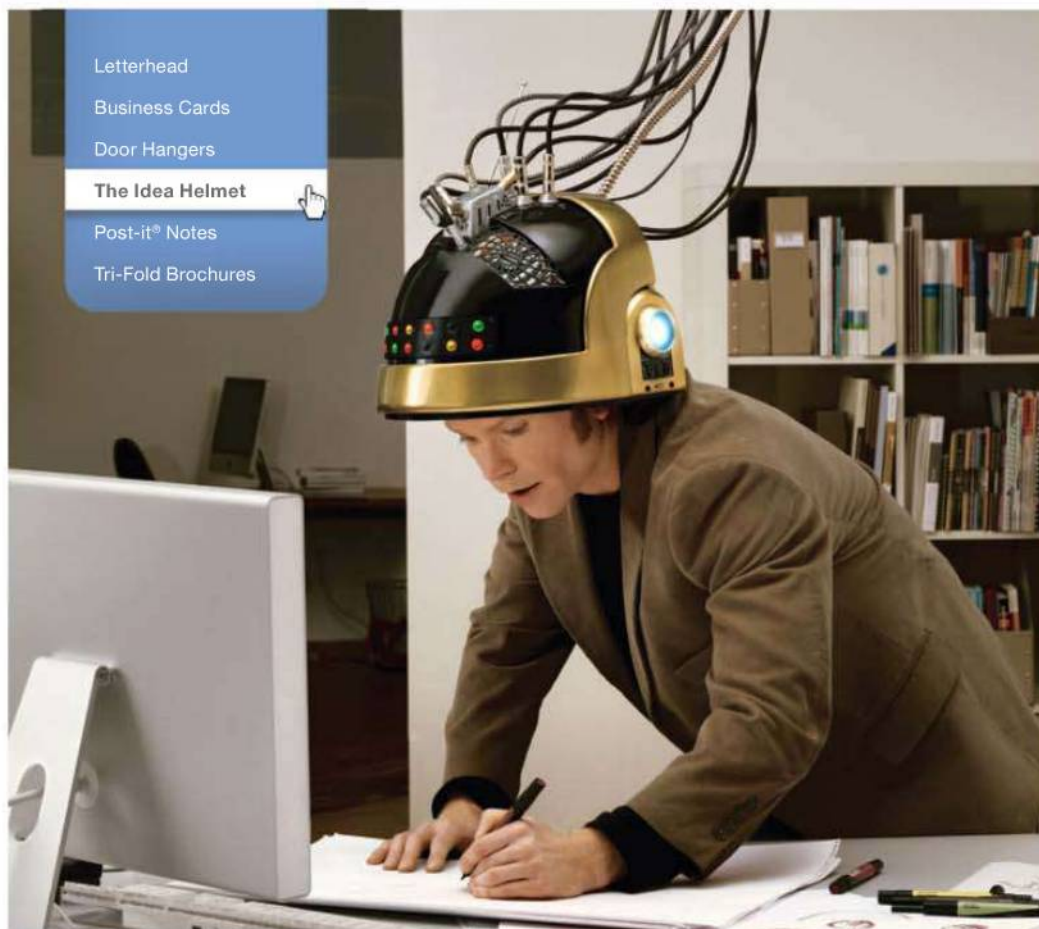 Letterhead
Business Cards
Door Hangers
The Idea Helmet
Post-it® Notes
Tri-Fold Brochures